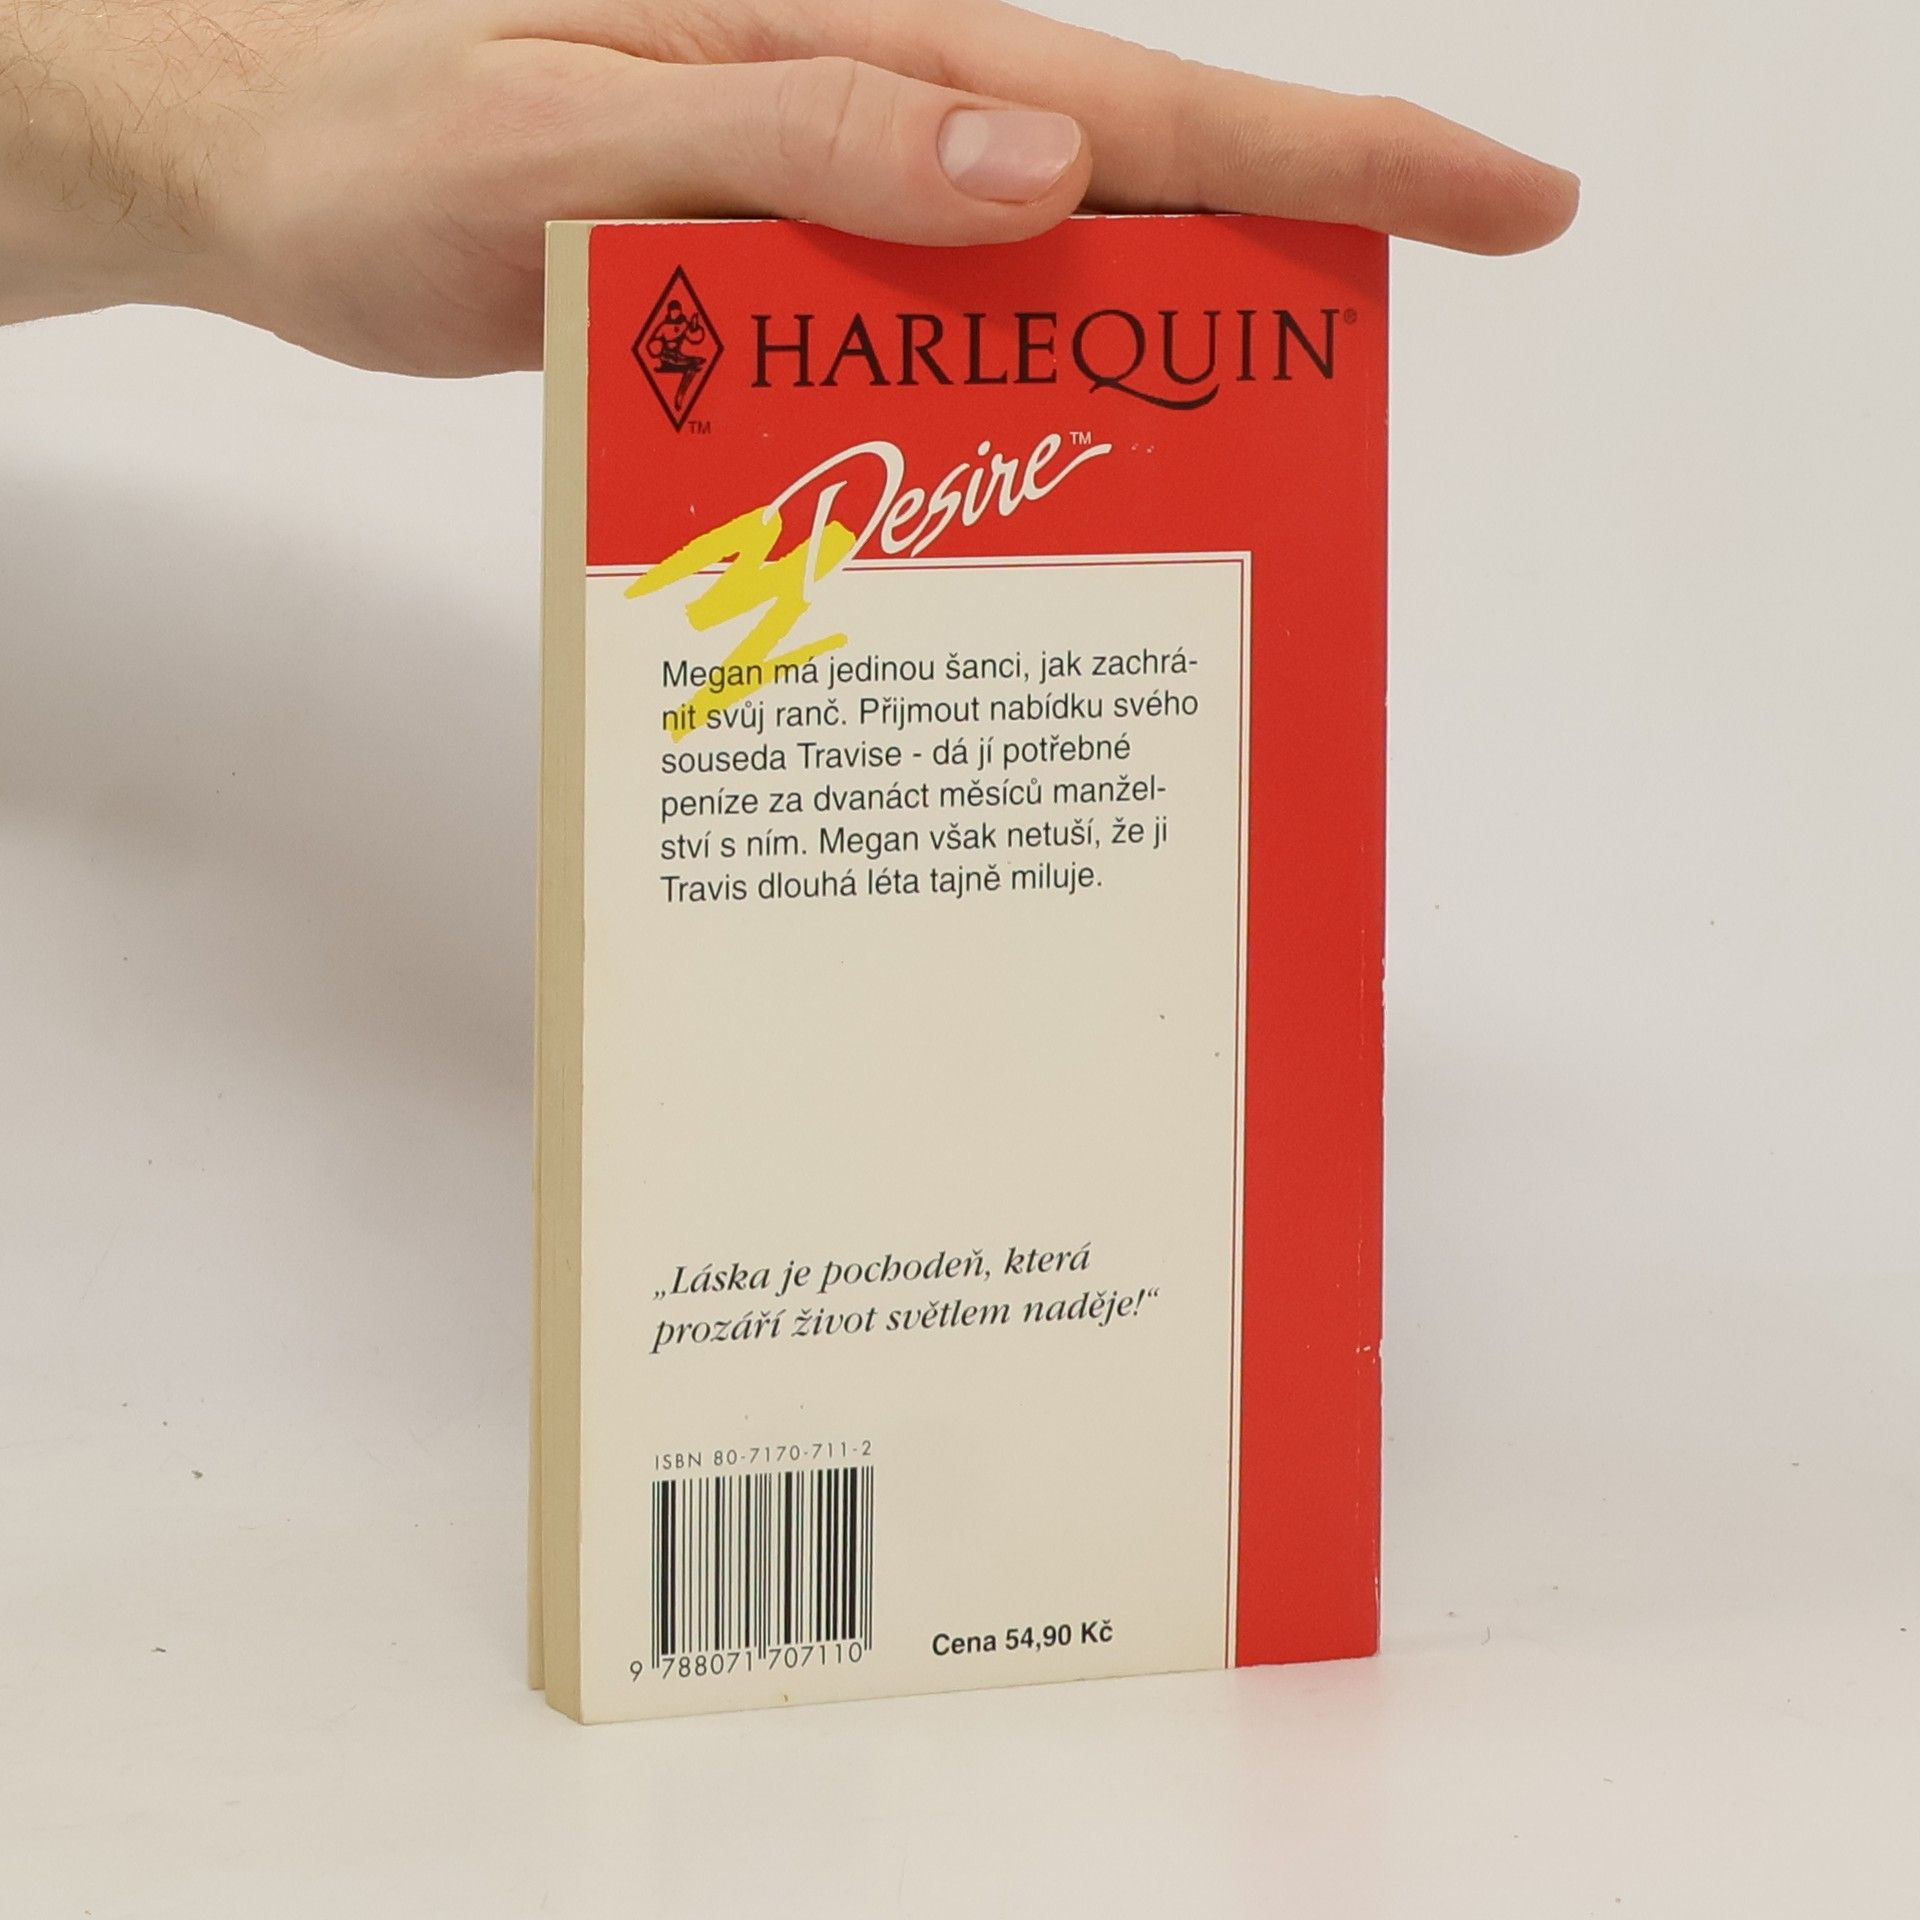 HARLEQUIN®
TM
Desire™
Megan má jedinou šanci, jak zachrá-
nit svůj ranč. Přijmout nabídku svého
souseda Travise - dá jí potřebné
peníze za dvanáct měsíců manžel-
ství s ním. Megan však netuší, že ji
Travis dlouhá léta tajně miluje.
„Láska je pochodeň, která
prozáří život světlem naděje!“
ISBN 80-7170-711-2
9 788071 707110
Cena 54,90 Kč